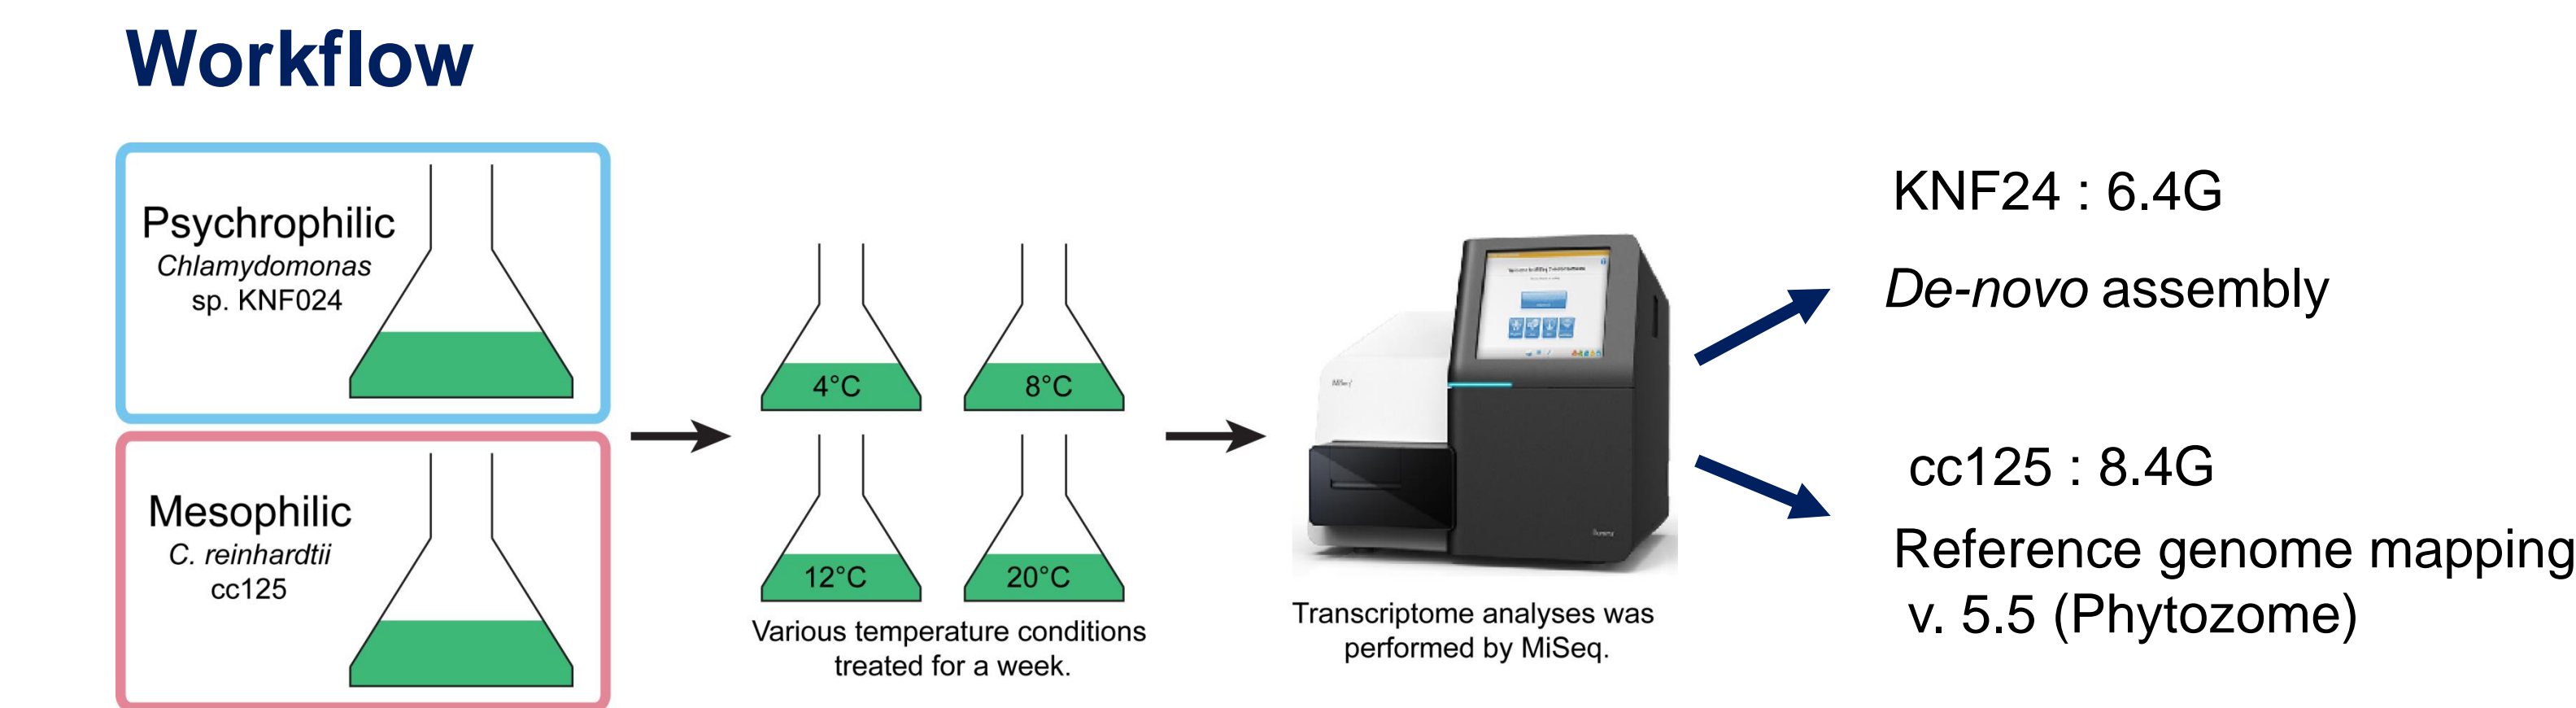 Workflow
Psychrophilic
Chlamydomonas
sp. KNF024
Mesophilic
C. reinhardtii
cc125
4°C
8°C
12°C
20°C
Various temperature conditions
treated for a week.
Transcriptome analyses was
performed by MiSeq.
KNF24 : 6.4G
De-novo assembly
cc125 : 8.4G
Reference genome mapping
v. 5.5 (Phytozome)